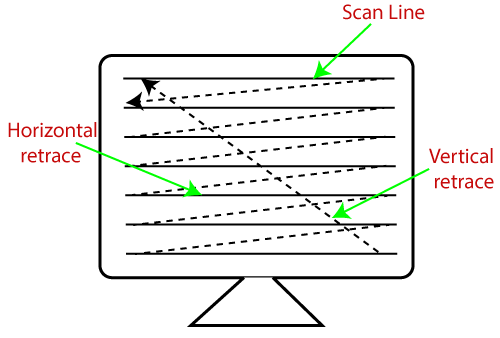 Scan Line
Horizontal
retrace
Vertical
retrace